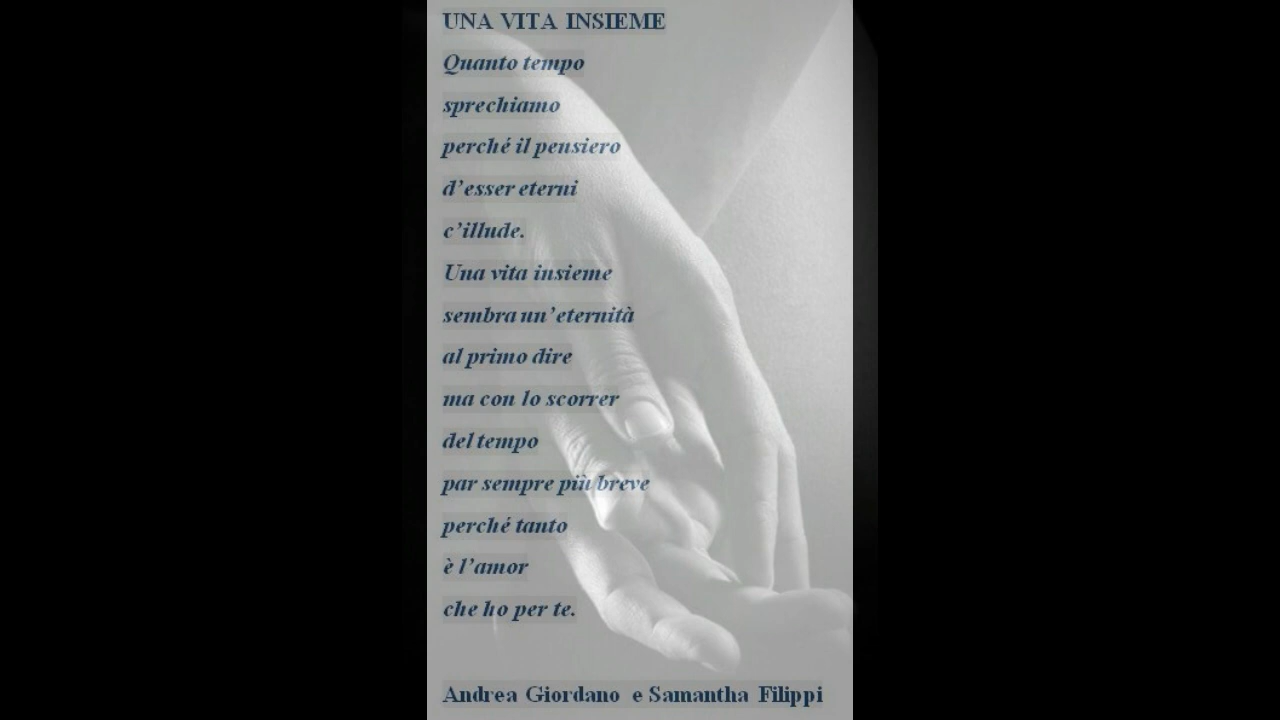 UNA VITA INSIEME
Quanto tempo
sprechiamo
perché il pensiero
d’esser eterni
c’illude.
Una vita insieme
sembra un’eternità
al primo dire
ma con lo scorrer
del tempo
par sempre più breve
perché tanto
è l’amor
che ho per te.
Andrea Giordano e Samantha Filippi